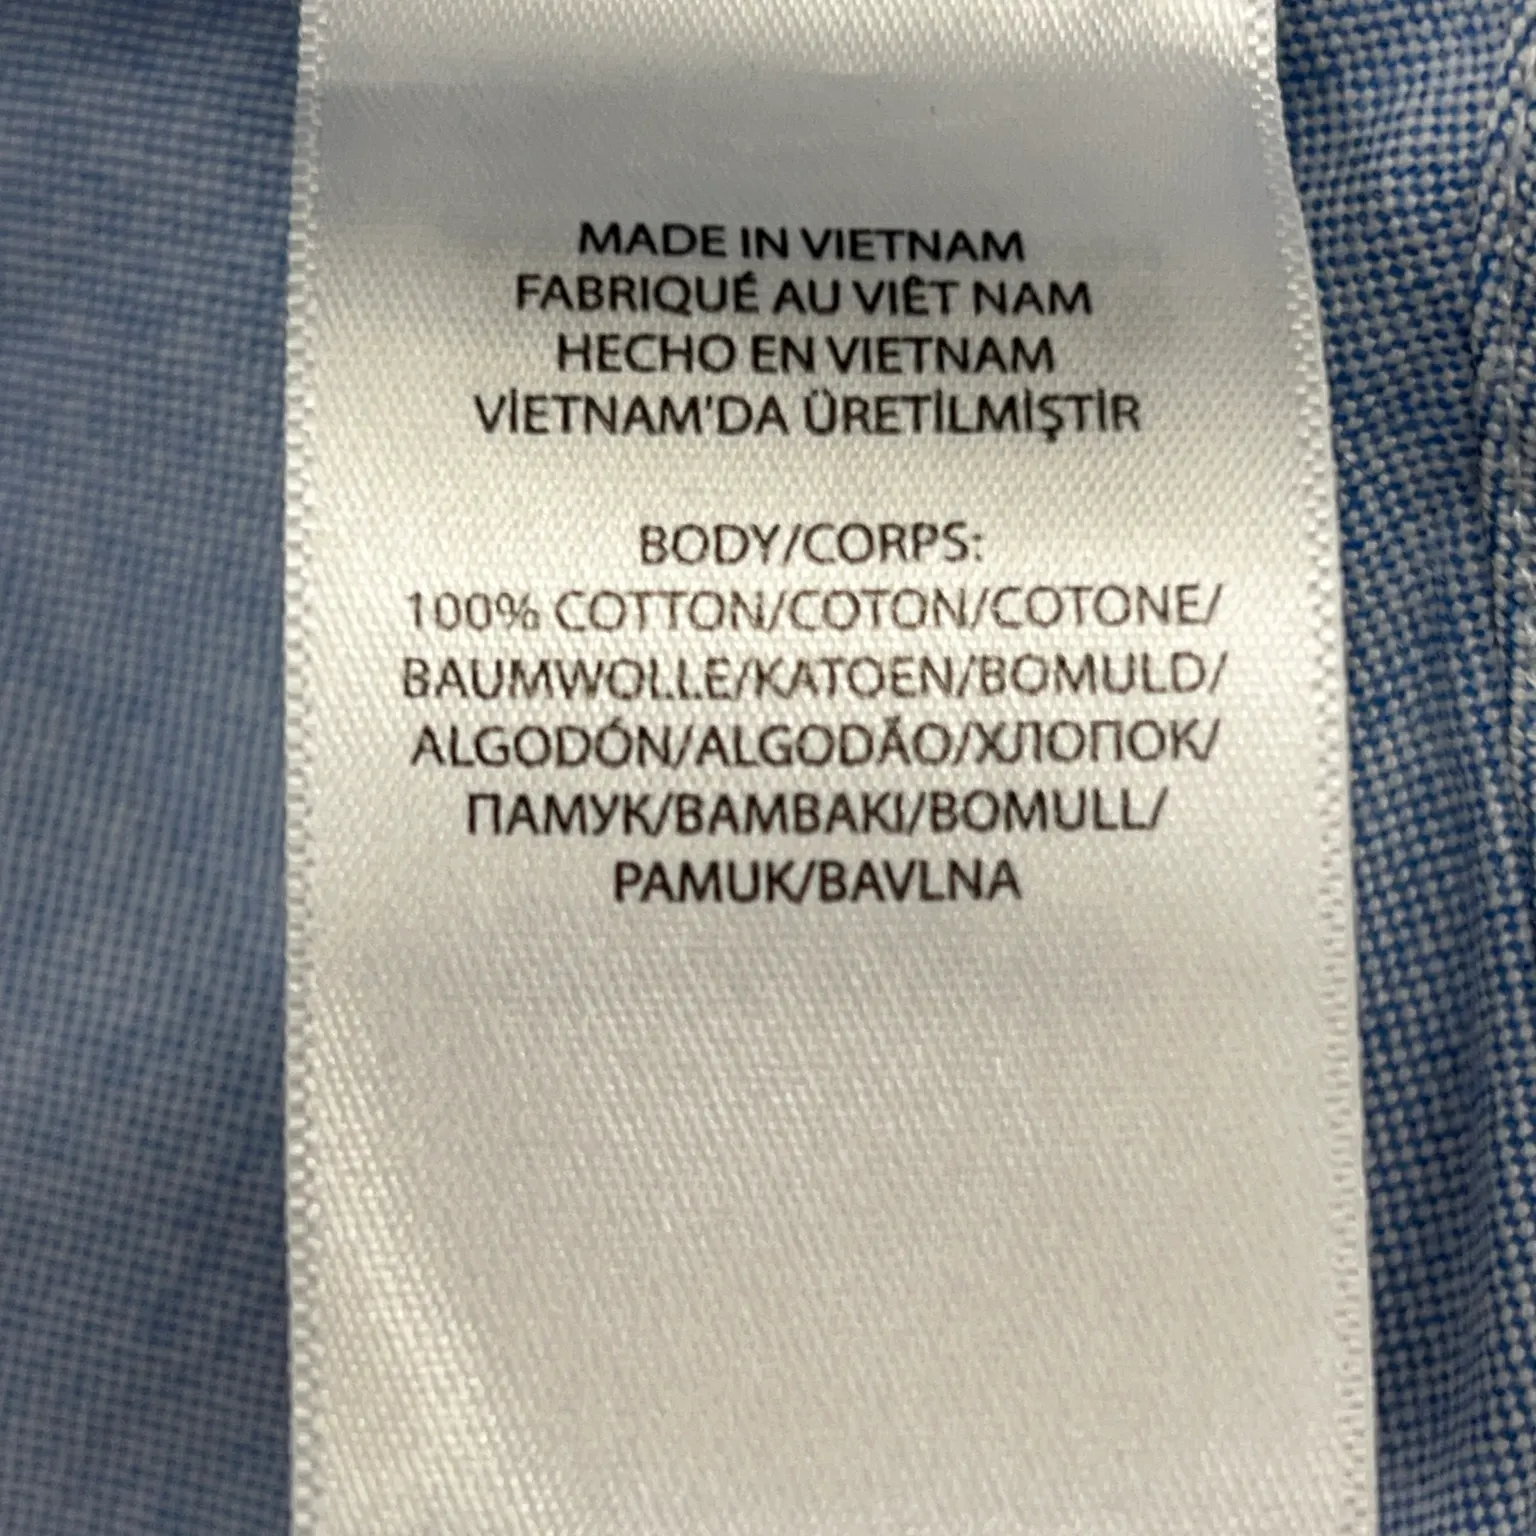 MADE IN VIETNAM
FABRIQUÉ AU VIÊT NAM
HECHO EN VIETNAM
VİETNAM'DA ÜRETİLMİŞTİR
BODY/CORPS:
100% COTTON/COTON/COTONE/
BAUMWOLLE/KATOEN/BOMULD/
ALGODÓN/ALGODÃO/ХЛОПОК/
ПАМУК/BAMBAKI/BOMULL/
PAMUK/BAVLNA